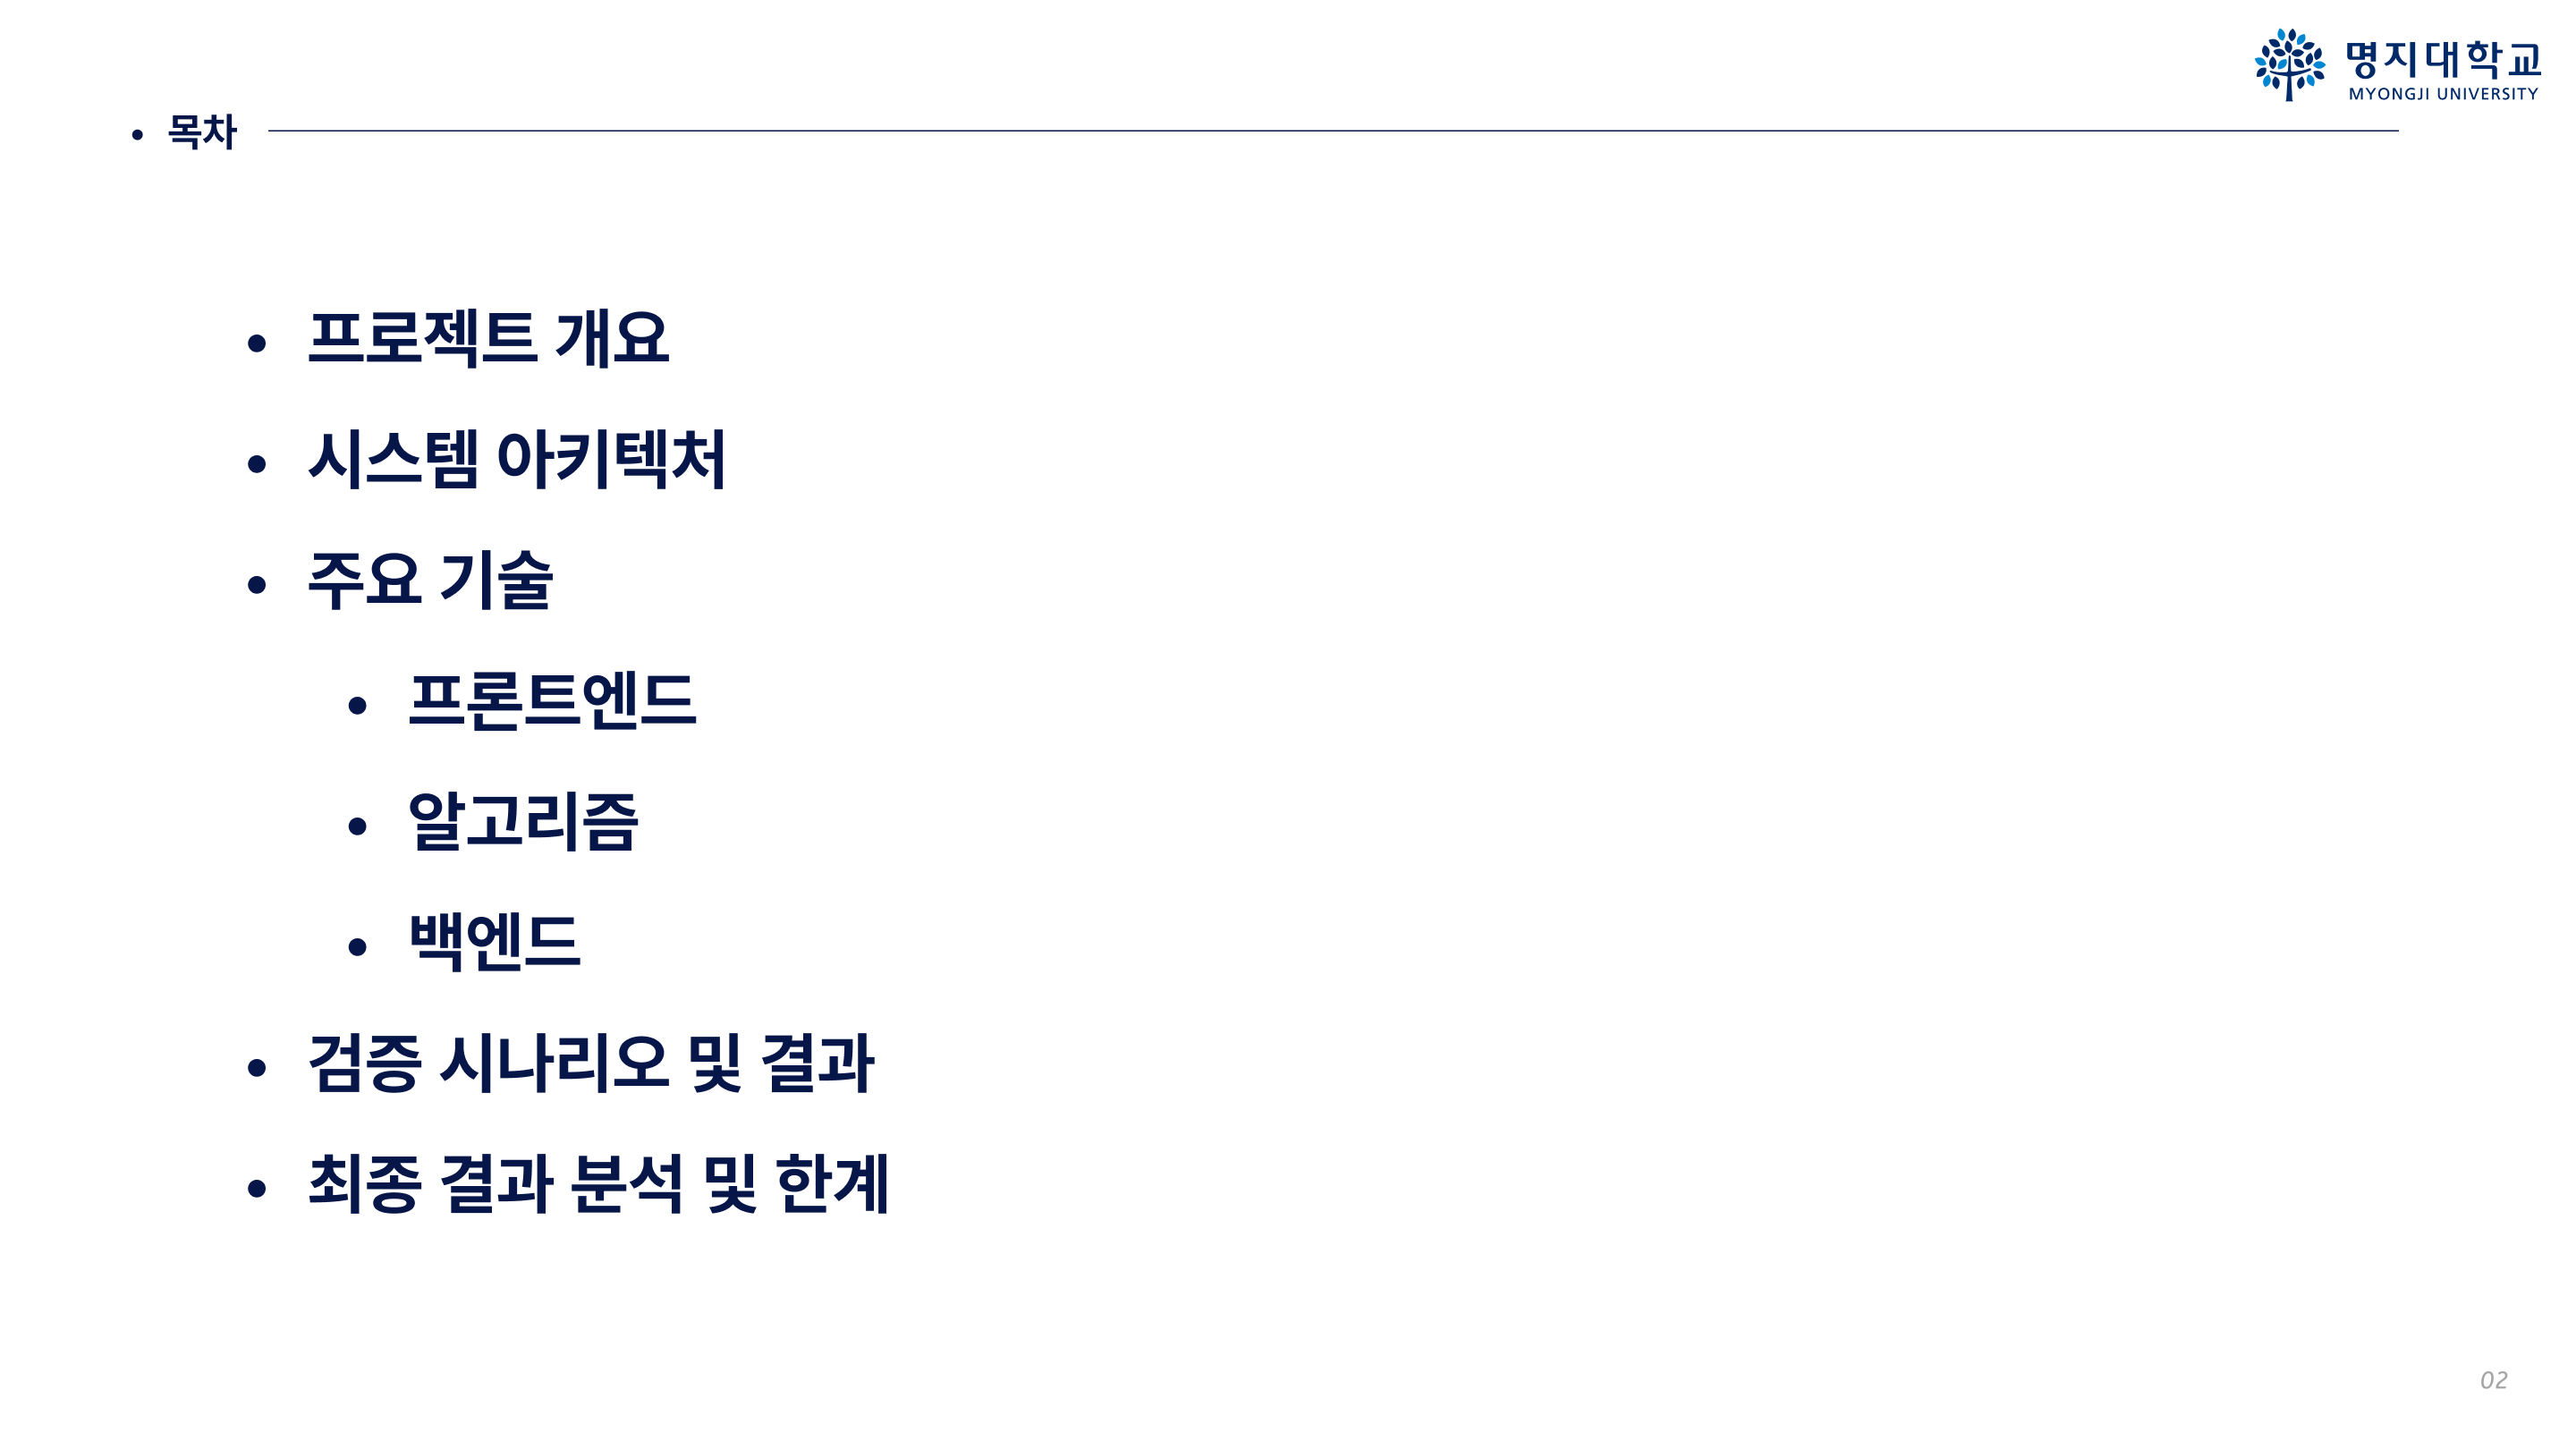 명지대학교
MYONGJI UNIVERSITY
• 목차
• 프로젝트 개요
• 시스템 아키텍처
• 주요 기술
• 프론트엔드
• 알고리즘
• 백엔드
• 검증 시나리오 및 결과
• 최종 결과 분석 및 한계
02